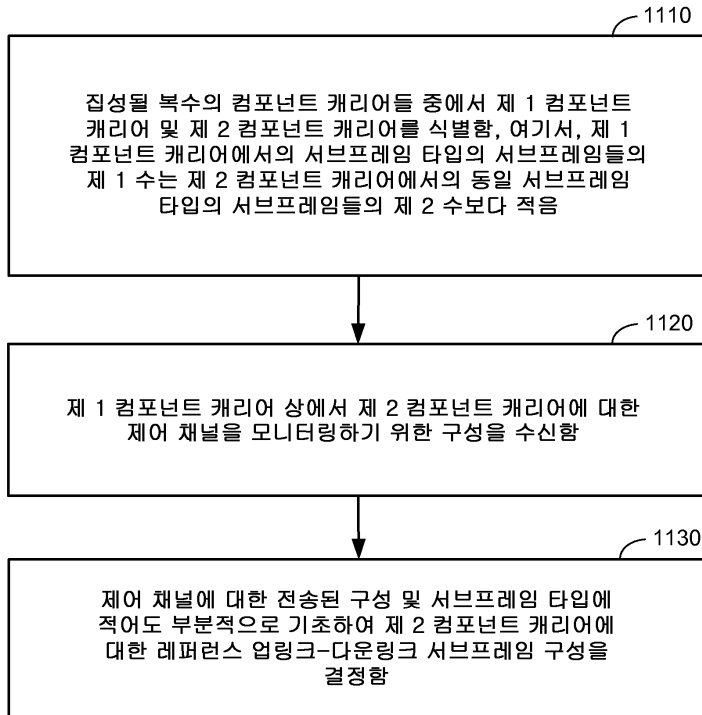 1110
집성될 복수의 컴포넌트 캐리어들 중에서 제 1 컴포넌트
캐리어 및 제 2 컴포넌트 캐리어를 식별함, 여기서, 제 1
컴포넌트 캐리어에서의 서브프레임 타입의 서브프레임들의
제 1 수는 제 2 컴포넌트 캐리어에서의 동일 서브프레임
타입의 서브프레임들의 제 2 수보다 적음
1120
제 1 컴포넌트 캐리어 상에서 제 2 컴포넌트 캐리어에 대한
제어 채널을 모니터링하기 위한 구성을 수신함
1130
제어 채널에 대한 전송된 구성 및 서브프레임 타입에
적어도 부분적으로 기초하여 제 2 컴포넌트 캐리어에
대한 레퍼런스 업링크-다운링크 서브프레임 구성을
결정함